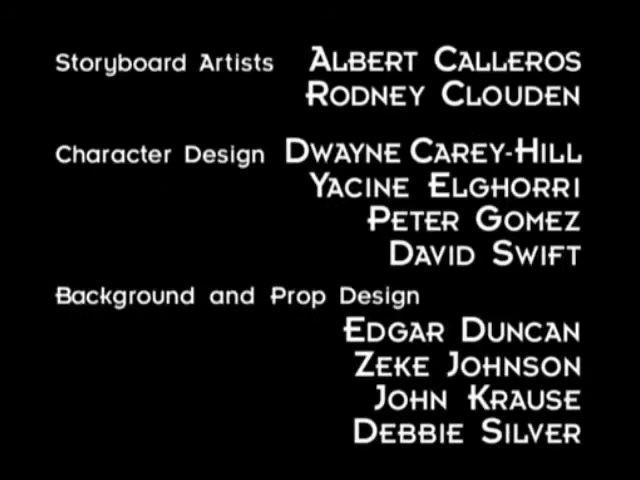 Storyboard Artists ALBERT CALLEROS
RODNEY CLOUDEN
Character Design DWAYNE CAREY-HILL
YACINE ELGHORRI
PETER GOMEZ
DAVID SWIFT
Background and Prop Design
EDGAR DUNCAN
ZEKE JOHNSON
JOHN KRAUSE
DEBBIE SILVER